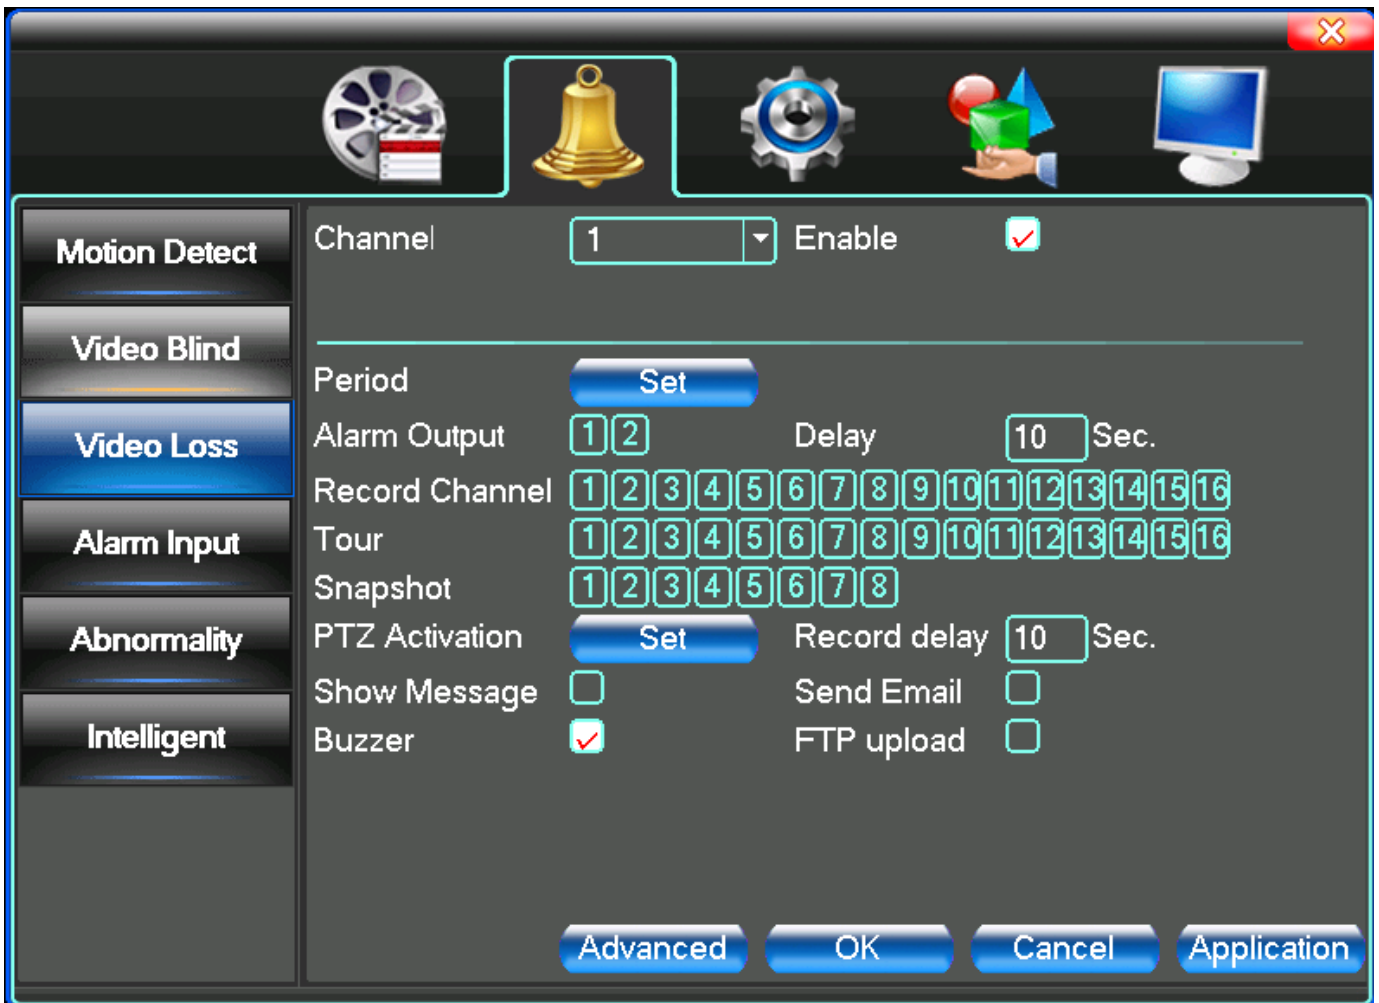 Motion Detect
Video Blind
Video Loss
Alarm Input
Abnormality
Intelligent
Channel 1 Enable
Period Set
Alarm Output 1 2 Delay 10 Sec.
Record Channel 1 2 3 4 5 6 7 8 9 10 11 12 13 14 15 16
Tour 1 2 3 4 5 6 7 8 9 10 11 12 13 14 15 16
Snapshot 1 2 3 4 5 6 7 8
PTZ Activation Set Record delay 10 Sec.
Show Message Send Email
Buzzer FTP upload
Advanced OK Cancel Application